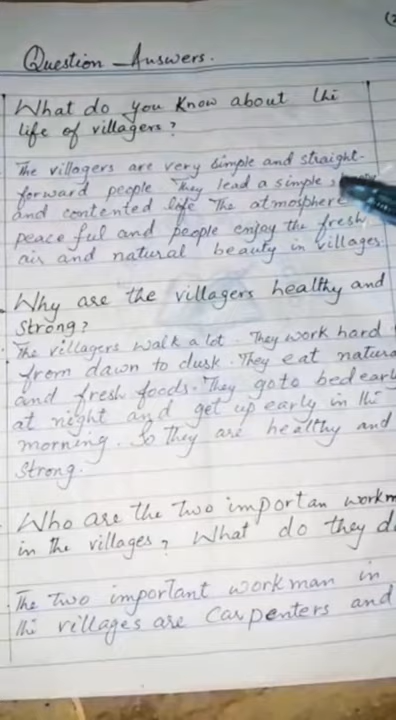 Question - Answers.
What do you know about the
life of villagers?
The villagers are very simple and straight-
forward people They lead a simple,
and contented life The atmosphere
peace ful and people enjoy the fresh
air and natural beauty in villages.
Why are the villagers healthy and
strong?
The villagers walk a lot. They work hard
from dawn to dusk. They eat natura
and fresh foods. They go to bed earl
at night and get up early in the
morning. So They are healthy and
strong.
Who are the two importan workm
in the villages? What do they d
The two important workman in
the villages are Carpenters and